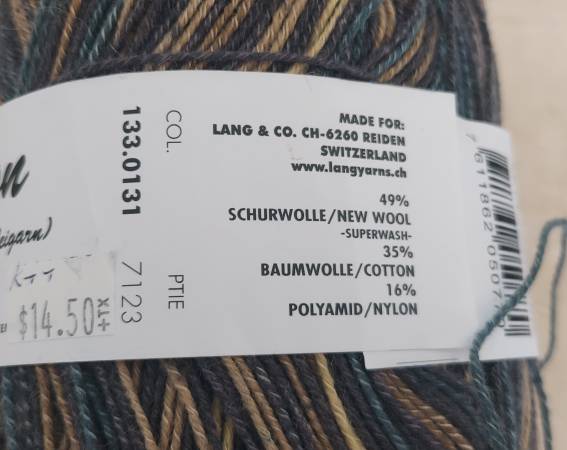 MADE FOR:
LANG & CO. CH-6260 REIDEN
SWITZERLAND
www.langyarns.ch
49%
SCHURWOLLE/NEW WOOL
-SUPERWASH-
35%
BAUMWOLLE/COTTON
16%
POLYAMID/NYLON
COL. 133.0131
PTIE 7123
$14.50+TX